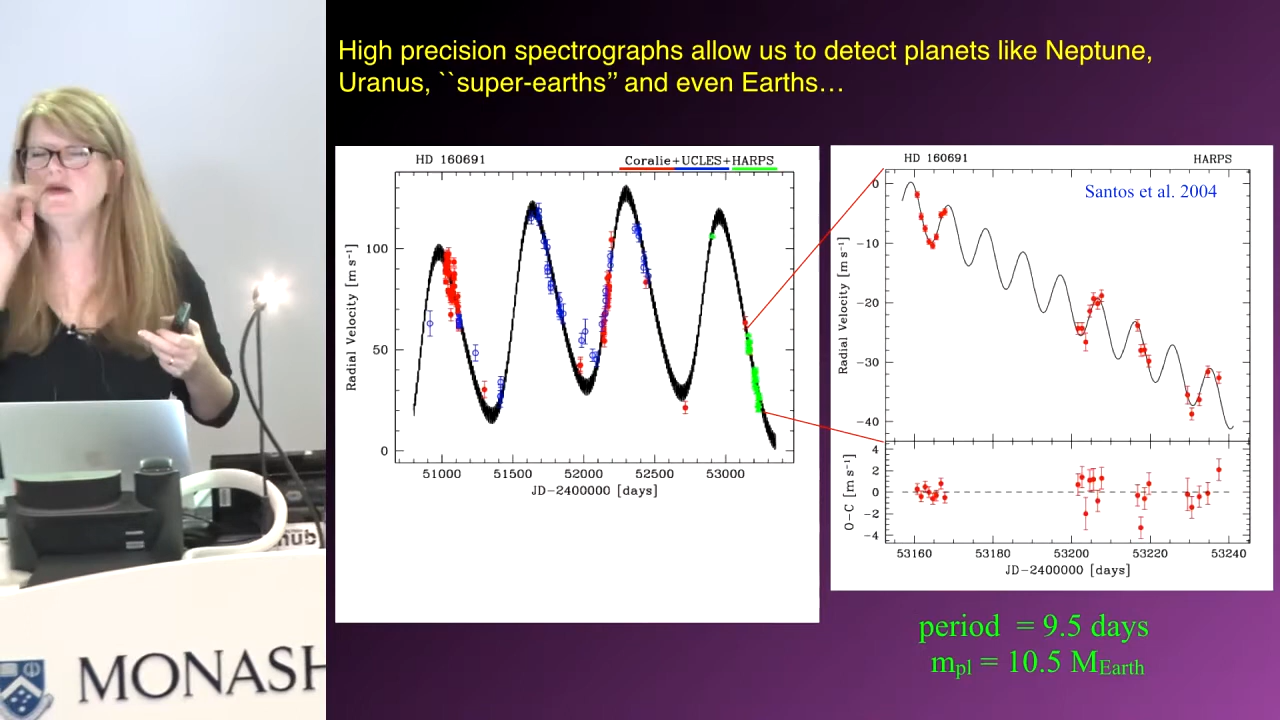 High precision spectrographs allow us to detect planets like Neptune,
Uranus, ``super-earths’’ and even Earths…
HD 160691
Coralie+UCLES+HARPS
Radial Velocity [m s⁻¹]
100
50
0
51000 51500 52000 52500 53000
JD-2400000 [days]
HD 160691
HARPS
Santos et al. 2004
Radial Velocity [m s⁻¹]
0
-10
-20
-30
-40
O-C [m s⁻¹]
4
2
0
-2
-4
53160 53180 53200 53220 53240
JD-2400000 [days]
period = 9.5 days
mpl = 10.5 MEarth
hub
MONASH